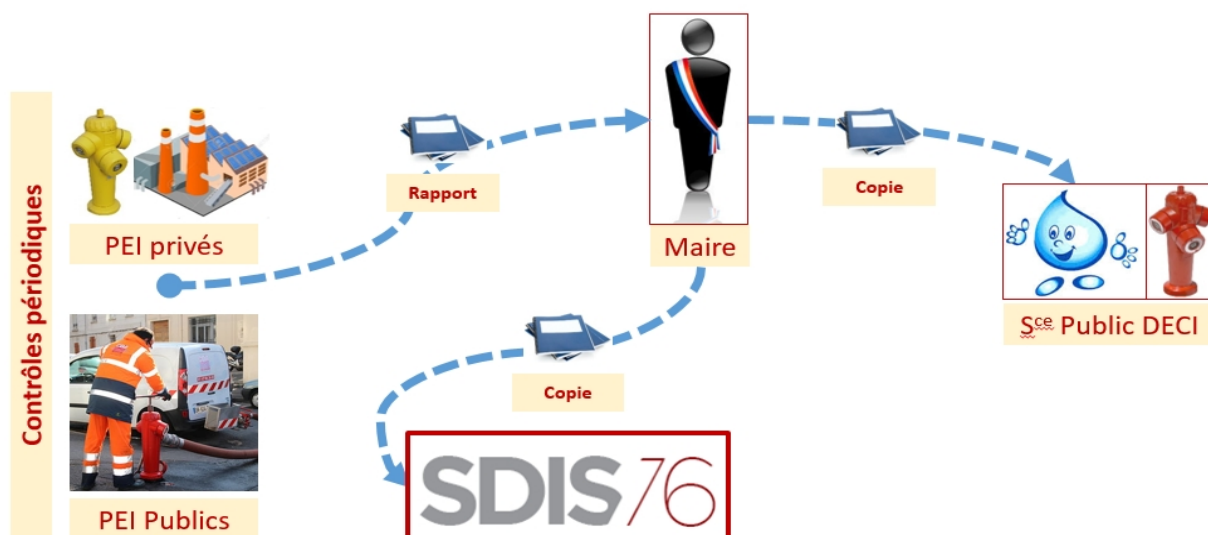 Contrôles périodiques
PEI privés
PEI Publics
Rapport
Maire
Copie
Sce Public DECI
Copie
SDIS76